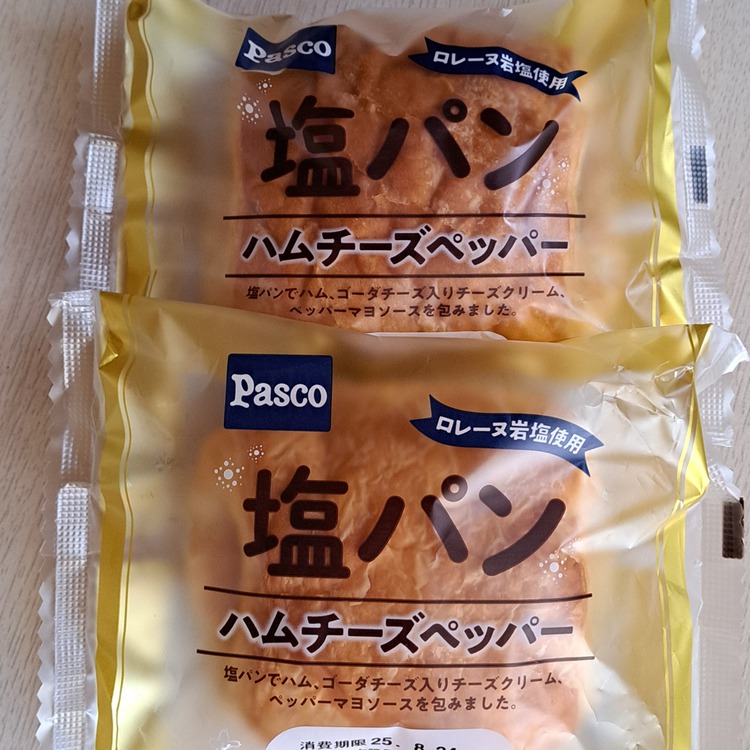 Pasco
ロレーヌ岩塩使用
塩パン
ハムチーズペッパー
塩パンでハム、ゴーダチーズ入りチーズクリーム、
ペッパーマヨソースを包みました。
Pasco
ロレーヌ岩塩使用
塩パン
ハムチーズペッパー
塩パンでハム、ゴーダチーズ入りチーズクリーム、
ペッパーマヨソースを包みました。
消費期限 25. 8.